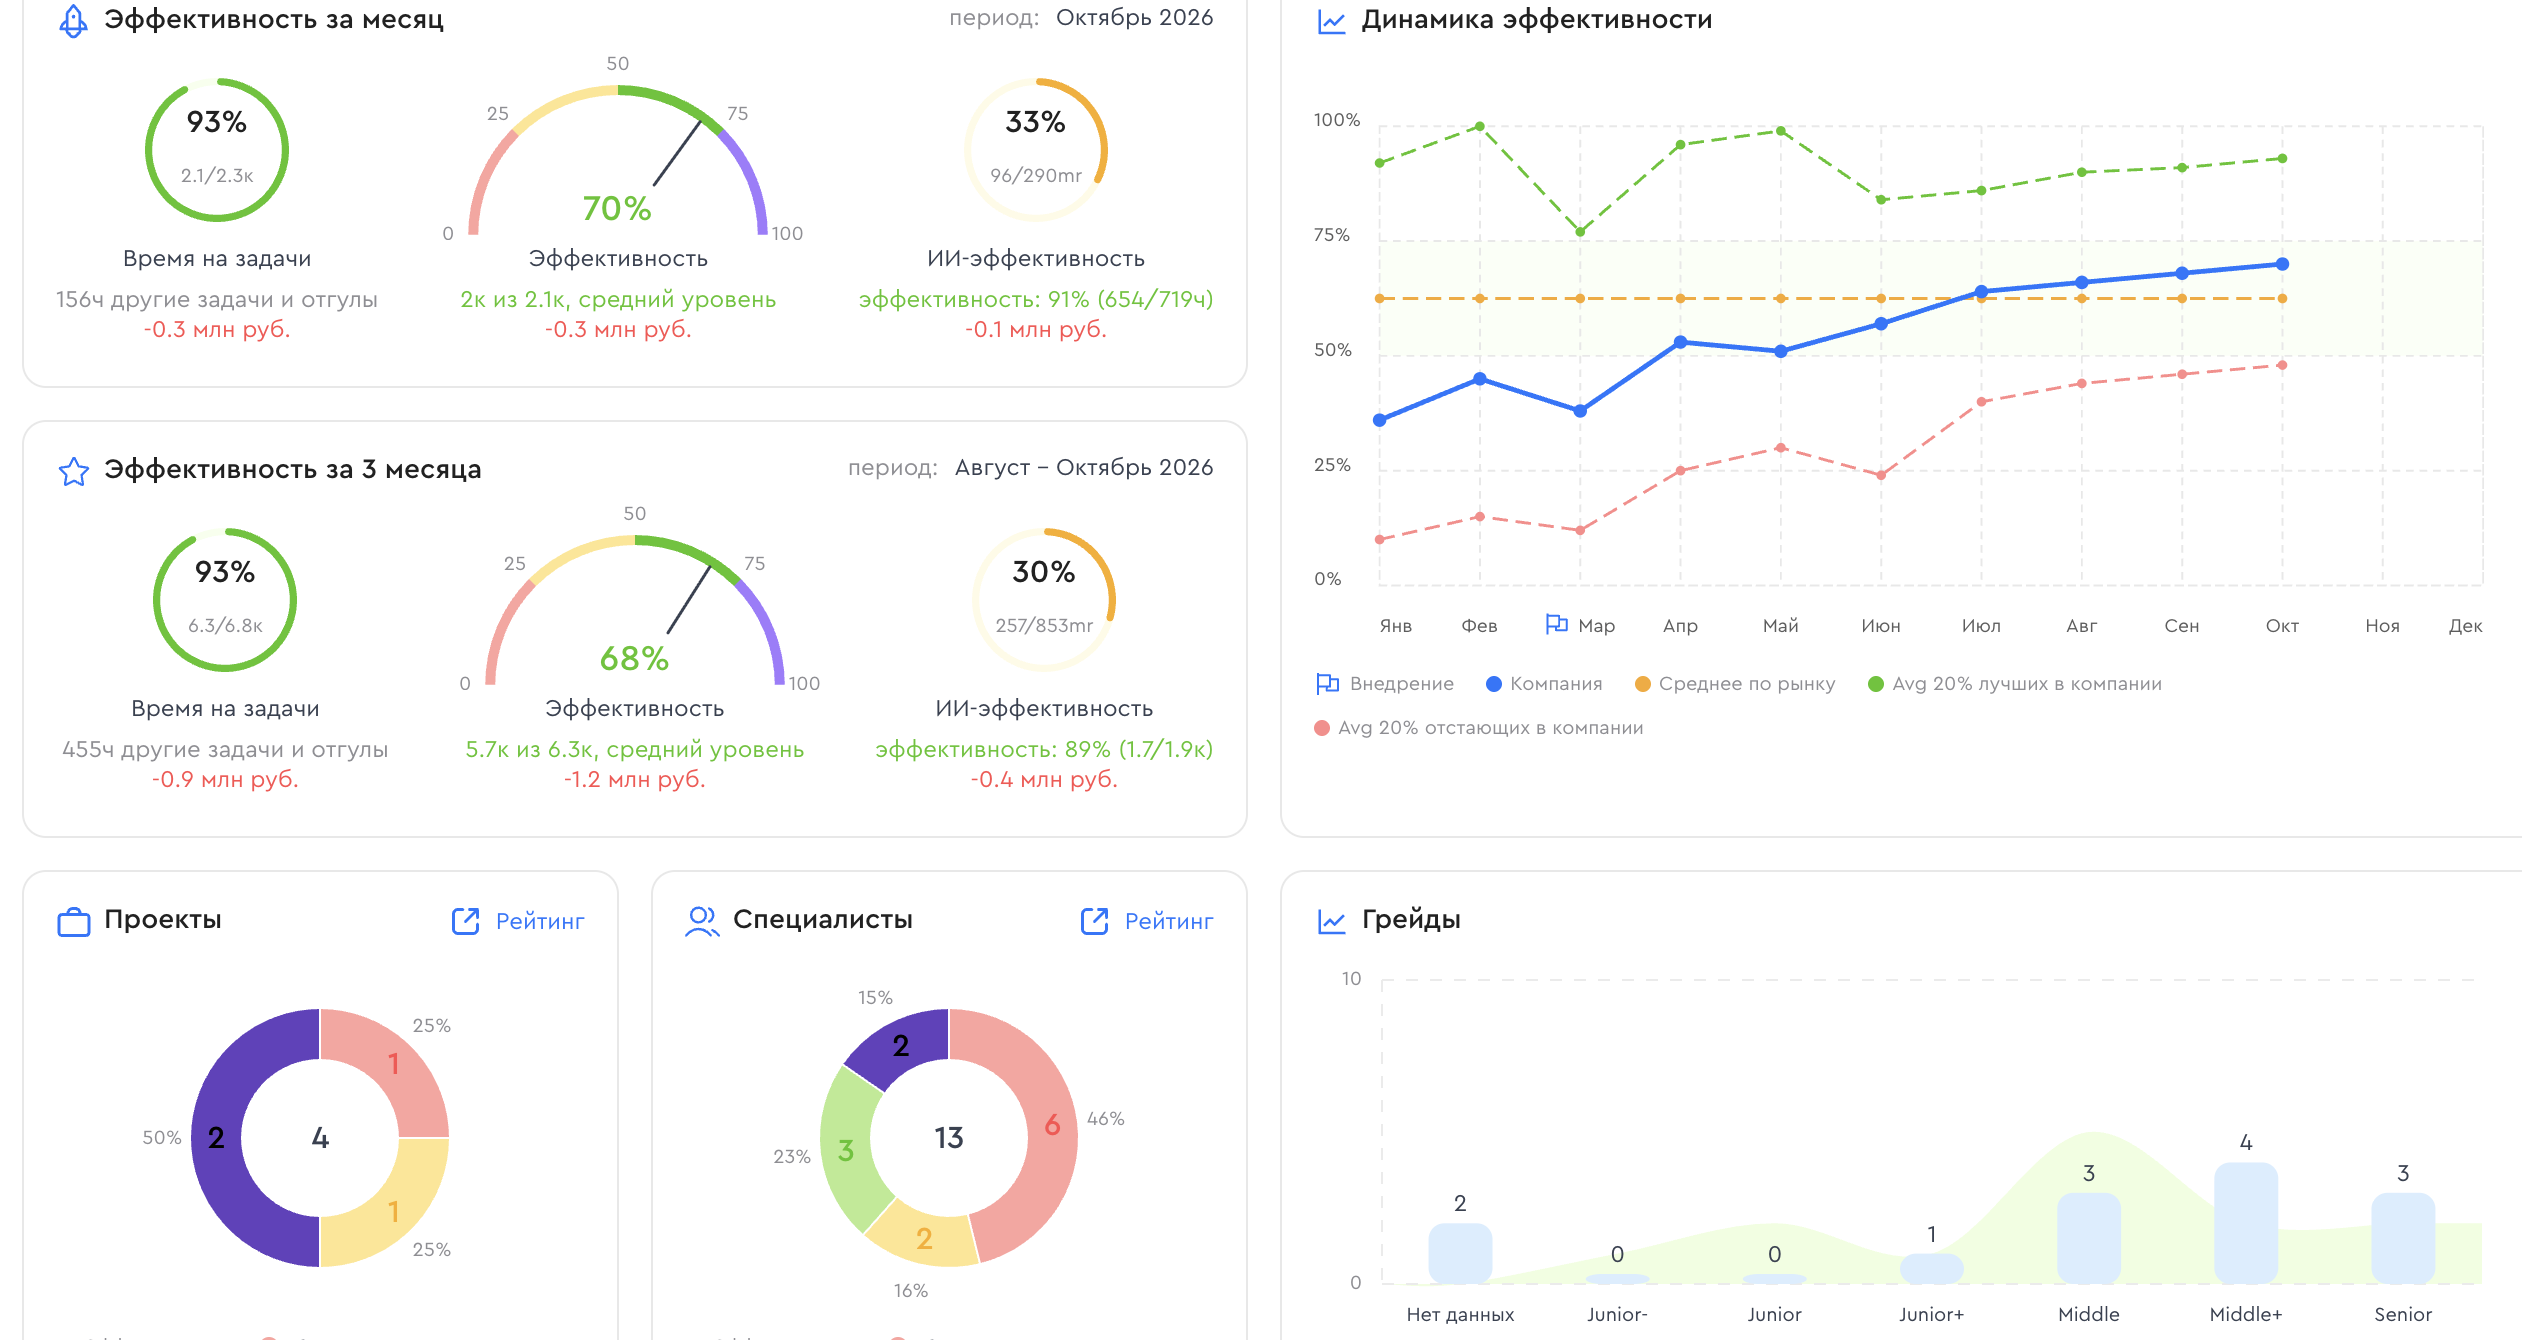 Эффективность за месяц
период: Октябрь 2026
93%
2.1/2.3к
Время на задачи
156ч другие задачи и отгулы
-0.3 млн руб.
0
25
50
75
100
70%
Эффективность
2к из 2.1к, средний уровень
-0.3 млн руб.
33%
96/290mr
ИИ-эффективность
эффективность: 91% (654/719ч)
-0.1 млн руб.
Динамика эффективности
100%
75%
50%
25%
0%
Янв Фев Мар Апр Май Июн Июл Авг Сен Окт Ноя Дек
Внедрение Компания Среднее по рынку Avg 20% лучших в компании
Avg 20% отстающих в компании
Эффективность за 3 месяца
период: Август – Октябрь 2026
93%
6.3/6.8к
Время на задачи
455ч другие задачи и отгулы
-0.9 млн руб.
0
25
50
75
100
68%
Эффективность
5.7к из 6.3к, средний уровень
-1.2 млн руб.
30%
257/853mr
ИИ-эффективность
эффективность: 89% (1.7/1.9к)
-0.4 млн руб.
Проекты
Рейтинг
25%
1
50%
2
4
1
25%
Специалисты
Рейтинг
15%
2
6
46%
13
3
23%
2
16%
Грейды
10
0
2
0
0
1
3
4
3
Нет данных Junior- Junior Junior+ Middle Middle+ Senior